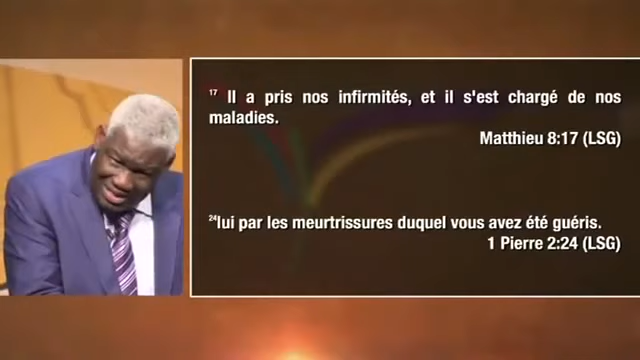 17 Il a pris nos infirmités, et il s'est chargé de nos
maladies.
Matthieu 8:17 (LSG)
24lui par les meurtrissures duquel vous avez été guéris.
1 Pierre 2:24 (LSG)